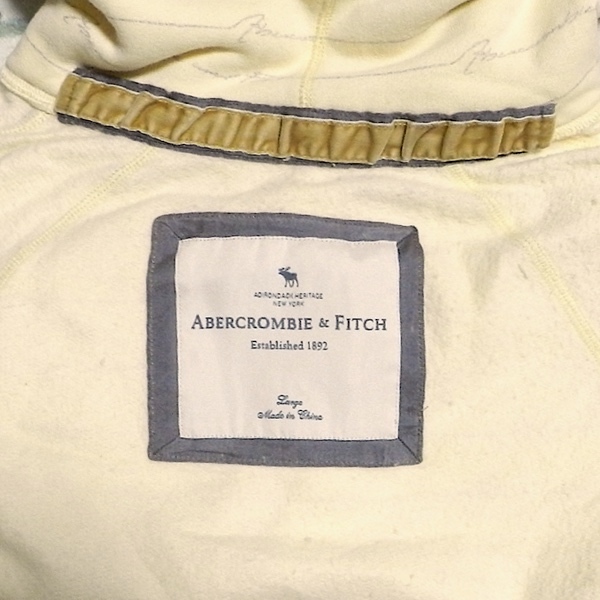 ADIRONDACK HERITAGE
NEW YORK
ABERCROMBIE & FITCH
Established 1892
Large
Made in China